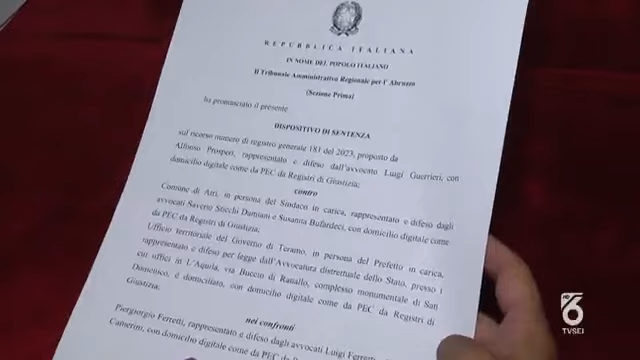 REPUBBLICA ITALIANA
IN NOME DEL POPOLO ITALIANO
Il Tribunale Amministrativo Regionale per l'Abruzzo
(Sezione Prima)
ha pronunciato il presente
DISPOSITIVO DI SENTENZA
sul ricorso numero di registro generale 181 del 2023, proposto da
Alfonso Prosperi, rappresentato e difeso dall'avvocato Luigi Guerrieri, con
domicilio digitale come da PEC da Registri di Giustizia;
contro
Comune di Atri, in persona del Sindaco in carica, rappresentato e difeso dagli
avvocati Saverio Sticchi Damiani e Susanna Bufardeci, con domicilio digitale come
da PEC da Registri di Giustizia;
Ufficio territoriale del Governo di Teramo, in persona del Prefetto in carica,
rappresentato e difeso per legge dall'Avvocatura distrettuale dello Stato, presso i
cui uffici in L'Aquila, via Buccio di Ranallo, complesso monumentale di San
Domenico, è domiciliato, con domicilio digitale come da PEC da Registri di
Giustizia;
nei confronti
Piergiorgio Ferretti, rappresentato e difeso dagli avvocati Luigi Ferretti
Camerini, con domicilio digitale come da PEC da
6
TVSEI